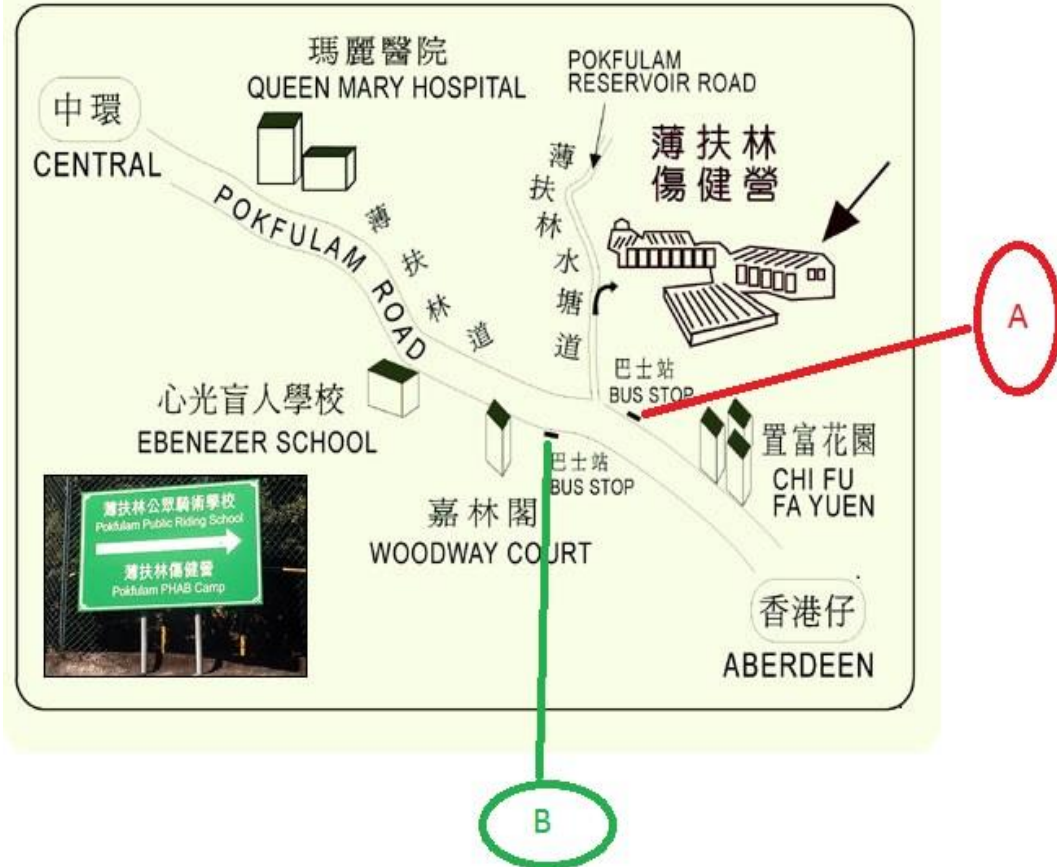 瑪麗醫院
QUEEN MARY HOSPITAL
POKFULAM
RESERVOIR ROAD
中環
CENTRAL
薄扶林
傷健營
薄扶林水塘道
POKFULAM ROAD
薄扶林道
A
巴士站
BUS STOP
心光盲人學校
EBENEZER SCHOOL
置富花園
CHI FU
FA YUEN
巴士站
BUS STOP
嘉林閣
WOODWAY COURT
薄扶林公眾騎術學校
Pokfulam Public Riding School
薄扶林傷健營
Pokfulam PHAB Camp
香港仔
ABERDEEN
B